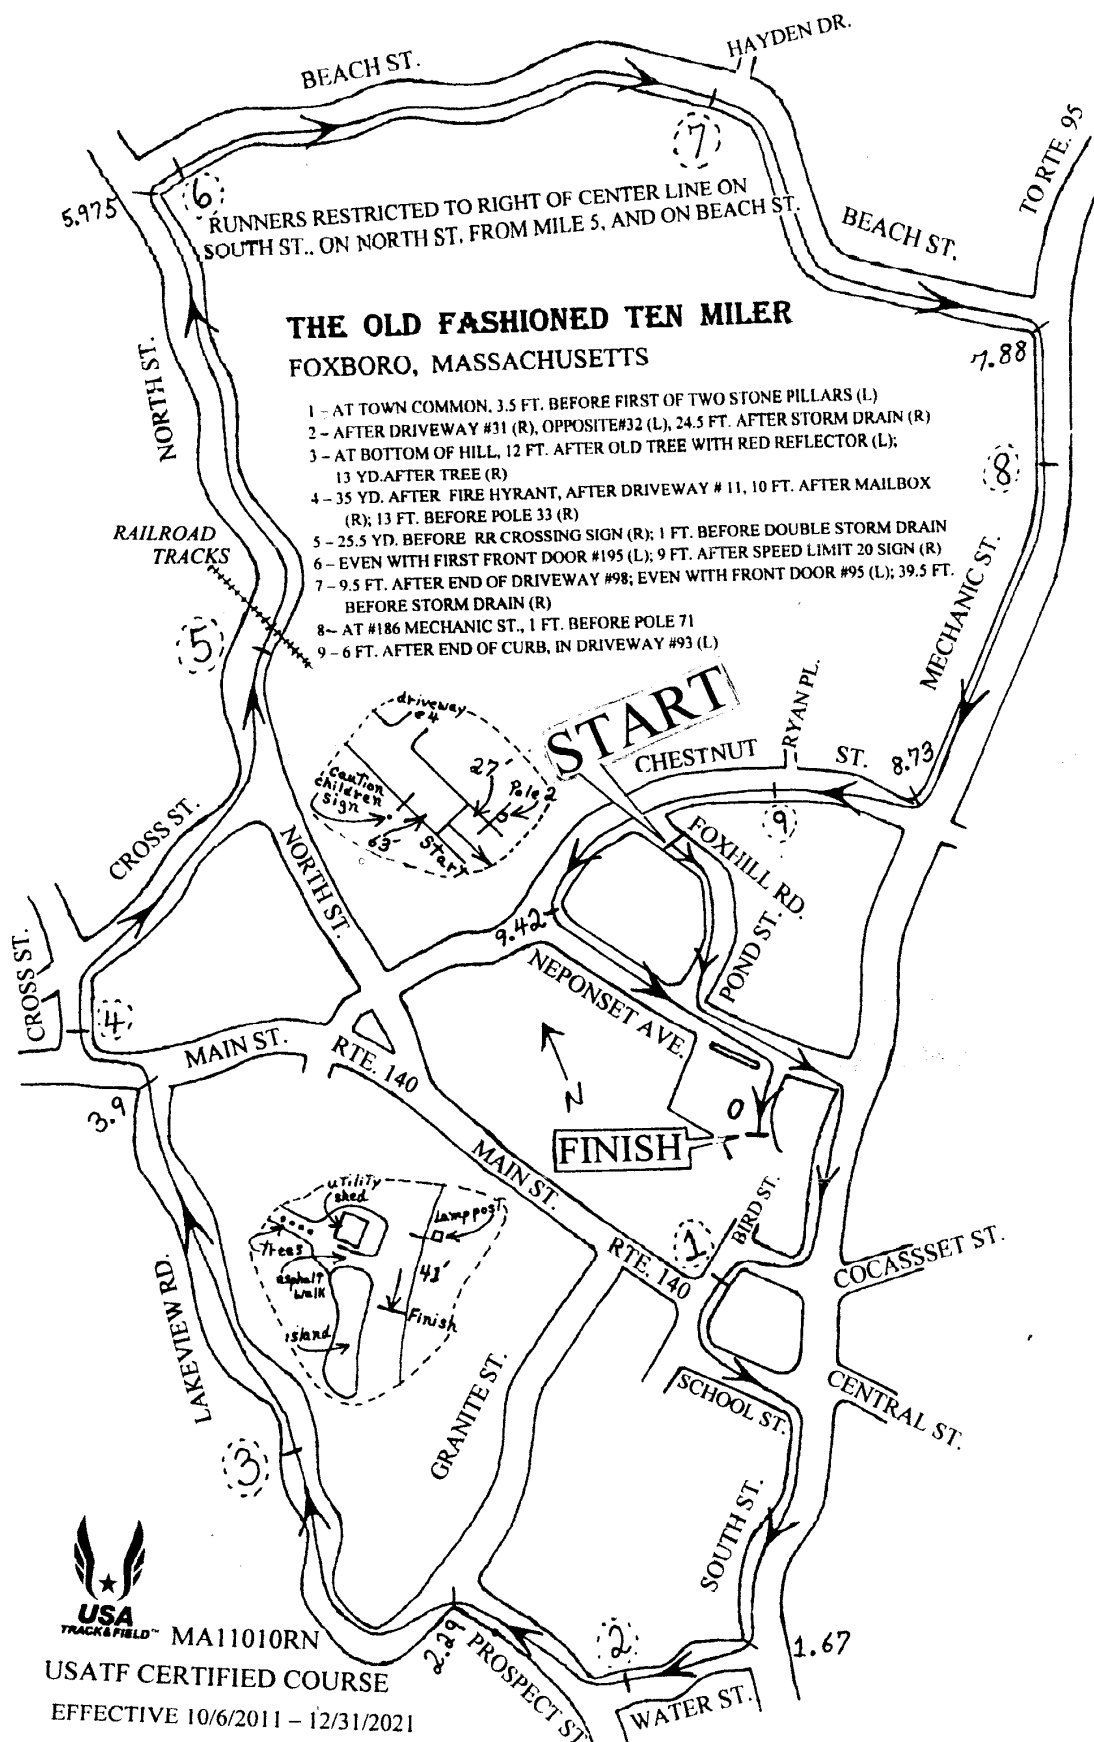 HAYDEN DR.
BEACH ST.
7
TO RTE. 95
6
5.975
RUNNERS RESTRICTED TO RIGHT OF CENTER LINE ON
SOUTH ST., ON NORTH ST, FROM MILE 5, AND ON BEACH ST.
BEACH ST.
THE OLD FASHIONED TEN MILER
FOXBORO, MASSACHUSETTS
7.88
NORTH ST.
1 - AT TOWN COMMON, 3.5 FT. BEFORE FIRST OF TWO STONE PILLARS (L)
2 - AFTER DRIVEWAY #31 (R), OPPOSITE#32 (L), 24.5 FT. AFTER STORM DRAIN (R)
3 - AT BOTTOM OF HILL, 12 FT. AFTER OLD TREE WITH RED REFLECTOR (L);
13 YD.AFTER TREE (R)
4 - 35 YD. AFTER FIRE HYRANT, AFTER DRIVEWAY # 11, 10 FT. AFTER MAILBOX
(R); 13 FT. BEFORE POLE 33 (R)
5 - 25.5 YD. BEFORE RR CROSSING SIGN (R); 1 FT. BEFORE DOUBLE STORM DRAIN
6 - EVEN WITH FIRST FRONT DOOR #195 (L); 9 FT. AFTER SPEED LIMIT 20 SIGN (R)
7 - 9.5 FT. AFTER END OF DRIVEWAY #98; EVEN WITH FRONT DOOR #95 (L); 39.5 FT.
BEFORE STORM DRAIN (R)
8~ AT #186 MECHANIC ST., 1 FT. BEFORE POLE 71
9 - 6 FT. AFTER END OF CURB, IN DRIVEWAY #93 (L)
8
RAILROAD
TRACKS
MECHANIC ST.
5
driveway
#4
START
RYAN PL.
CHESTNUT ST.
8.73
27'
Pole 2
caution
children
sign
63'
Start
9
CROSS ST.
NORTH ST.
FOXHILL RD.
9.42
POND ST.
CROSS ST.
NEPONSET AVE.
4
MAIN ST.
RTE. 140
N
3.9
FINISH
MAIN ST.
utility
shed
Lamp post
trees
asphalt
walk
43'
Finish
island
BIRD ST.
1
RTE. 140
COCASSSET ST.
LAKEVIEW RD.
GRANITE ST.
SCHOOL ST.
CENTRAL ST.
3
SOUTH ST.
USA
TRACK & FIELD™
MA11010RN
2.29
PROSPECT ST.
2
1.67
WATER ST.
USATF CERTIFIED COURSE
EFFECTIVE 10/6/2011 – 12/31/2021